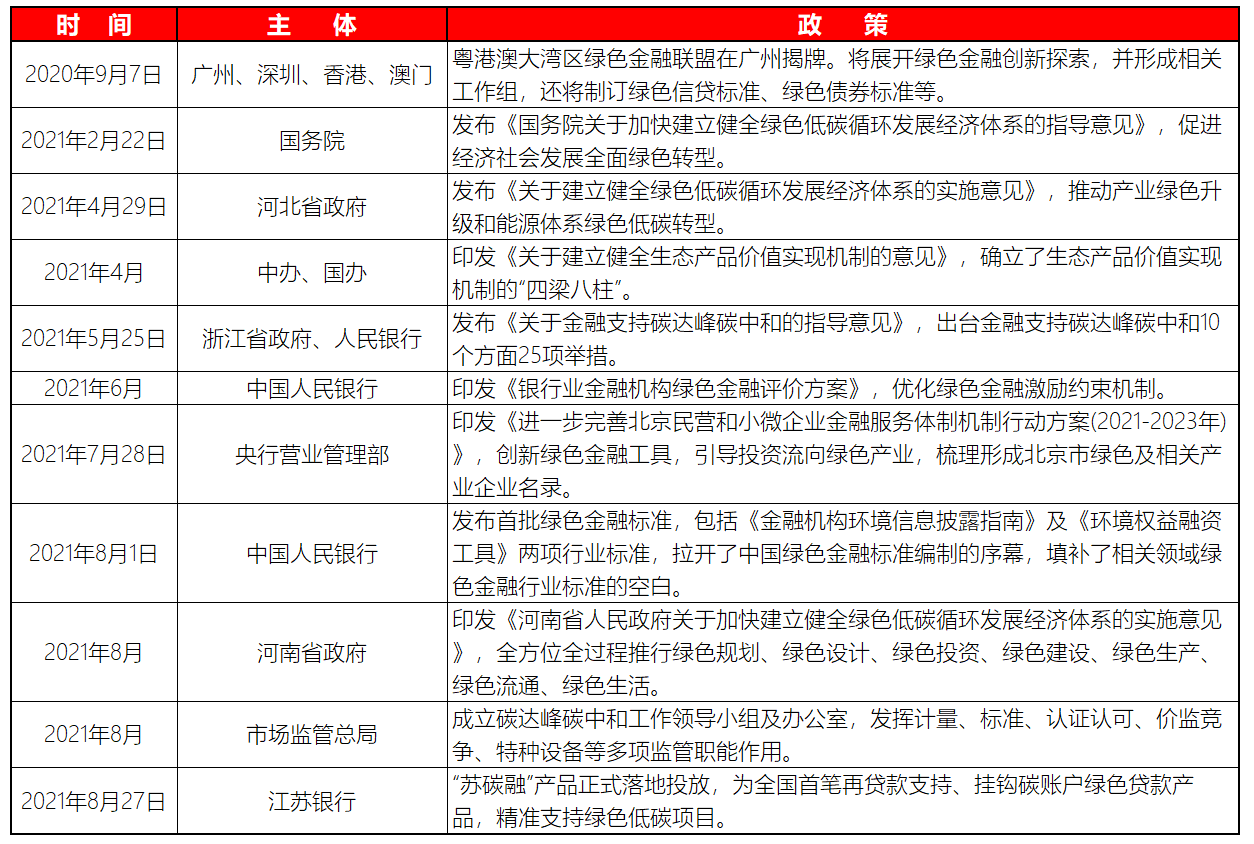 时 间 主 体 政 策
2020年9月7日 广州、深圳、香港、澳门 粤港澳大湾区绿色金融联盟在广州揭牌。将展开绿色金融创新探索，并形成相关
工作组，还将制订绿色信贷标准、绿色债券标准等。
2021年2月22日 国务院 发布《国务院关于加快建立健全绿色低碳循环发展经济体系的指导意见》，促进
经济社会发展全面绿色转型。
2021年4月29日 河北省政府 发布《关于建立健全绿色低碳循环发展经济体系的实施意见》，推动产业绿色升
级和能源体系绿色低碳转型。
2021年4月 中办、国办 印发《关于建立健全生态产品价值实现机制的意见》，确立了生态产品价值实现
机制的“四梁八柱”。
2021年5月25日 浙江省政府、人民银行 发布《关于金融支持碳达峰碳中和的指导意见》，出台金融支持碳达峰碳中和10
个方面25项举措。
2021年6月 中国人民银行 印发《银行业金融机构绿色金融评价方案》，优化绿色金融激励约束机制。
2021年7月28日 央行营业管理部 印发《进一步完善北京民营和小微企业金融服务体制机制行动方案(2021-2023年)
》，创新绿色金融工具，引导投资流向绿色产业，梳理形成北京市绿色及相关产
业企业名录。
2021年8月1日 中国人民银行 发布首批绿色金融标准，包括《金融机构环境信息披露指南》及《环境权益融资
工具》两项行业标准，拉开了中国绿色金融标准编制的序幕，填补了相关领域绿
色金融行业标准的空白。
2021年8月 河南省政府 印发《河南省人民政府关于加快建立健全绿色低碳循环发展经济体系的实施意见
》，全方位全过程推行绿色规划、绿色设计、绿色投资、绿色建设、绿色生产、
绿色流通、绿色生活。
2021年8月 市场监管总局 成立碳达峰碳中和工作领导小组及办公室，发挥计量、标准、认证认可、价监竞
争、特种设备等多项监管职能作用。
2021年8月27日 江苏银行 “苏碳融”产品正式落地投放，为全国首笔再贷款支持、挂钩碳账户绿色贷款产
品，精准支持绿色低碳项目。